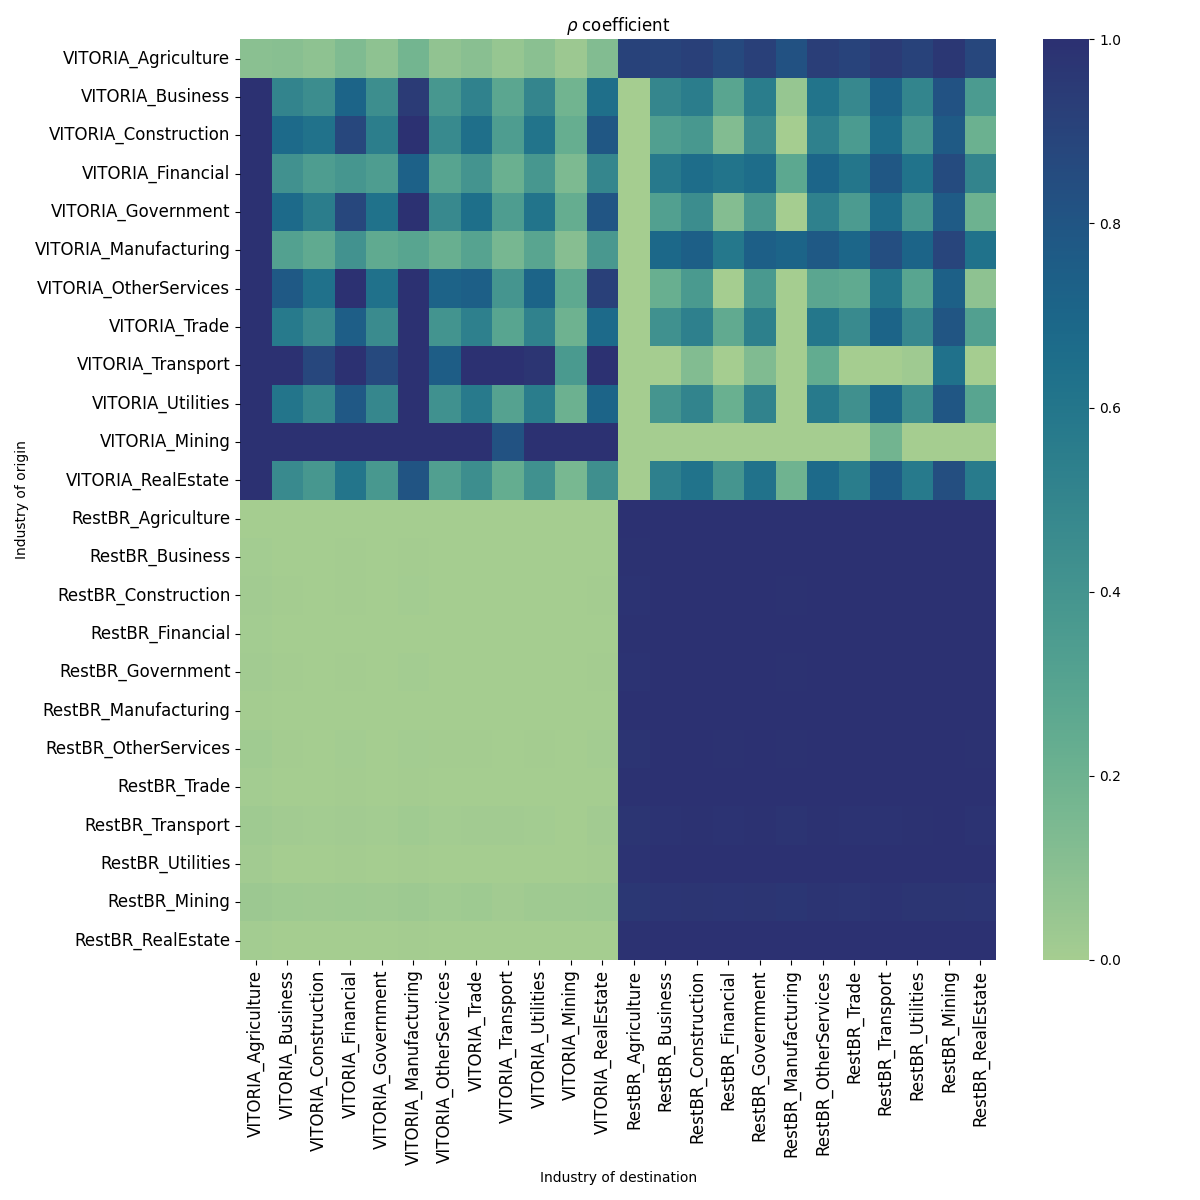 ρ coefficient
VITORIA_Agriculture
VITORIA_Business
VITORIA_Construction
VITORIA_Financial
VITORIA_Government
VITORIA_Manufacturing
VITORIA_OtherServices
VITORIA_Trade
VITORIA_Transport
VITORIA_Utilities
VITORIA_Mining
VITORIA_RealEstate
RestBR_Agriculture
RestBR_Business
RestBR_Construction
RestBR_Financial
RestBR_Government
RestBR_Manufacturing
RestBR_OtherServices
RestBR_Trade
RestBR_Transport
RestBR_Utilities
RestBR_Mining
RestBR_RealEstate
Industry of origin
VITORIA_Agriculture
VITORIA_Business
VITORIA_Construction
VITORIA_Financial
VITORIA_Government
VITORIA_Manufacturing
VITORIA_OtherServices
VITORIA_Trade
VITORIA_Transport
VITORIA_Utilities
VITORIA_Mining
VITORIA_RealEstate
RestBR_Agriculture
RestBR_Business
RestBR_Construction
RestBR_Financial
RestBR_Government
RestBR_Manufacturing
RestBR_OtherServices
RestBR_Trade
RestBR_Transport
RestBR_Utilities
RestBR_Mining
RestBR_RealEstate
Industry of destination
1.0
0.8
0.6
0.4
0.2
0.0